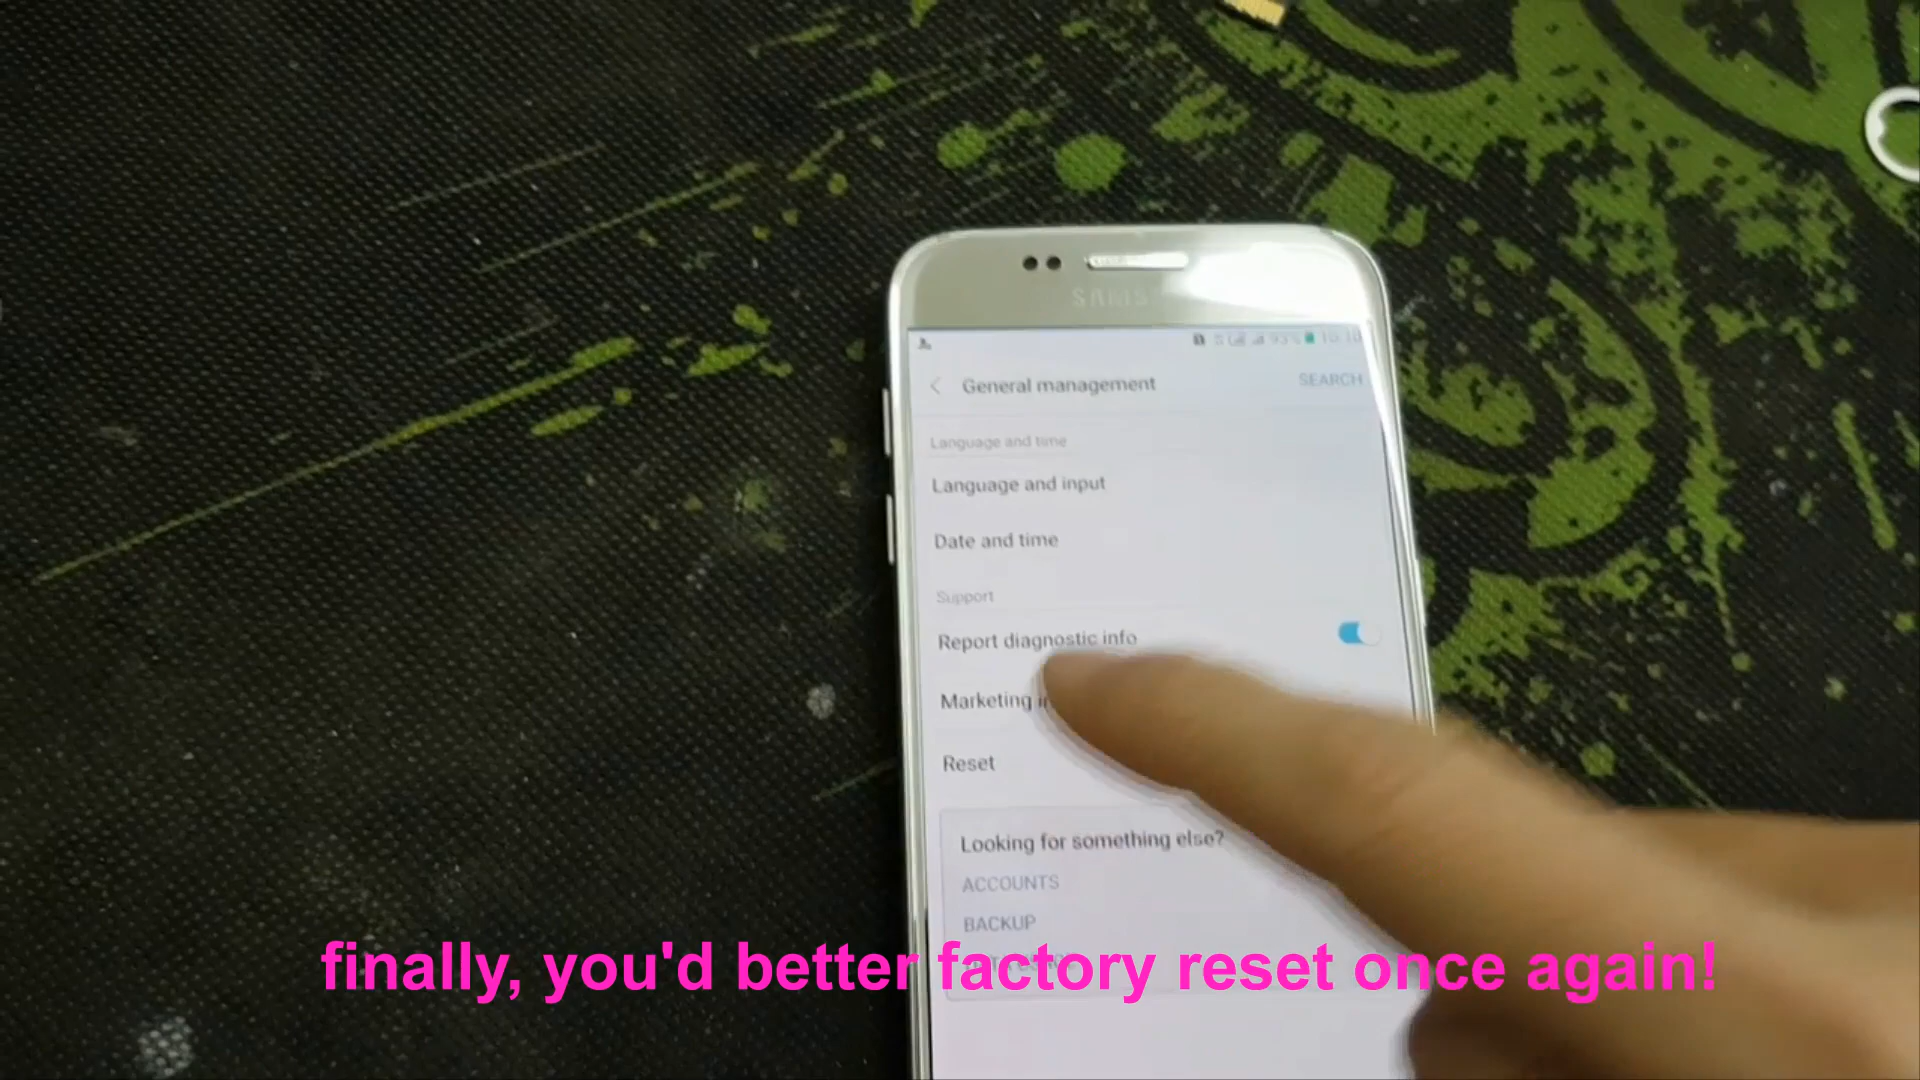 SAMS
General management
SEARCH
Language and time
Language and input
Date and time
Support
Report diagnostic info
Marketing
Reset
Looking for something else?
ACCOUNTS
BACKUP
finally, you'd better factory reset once again!